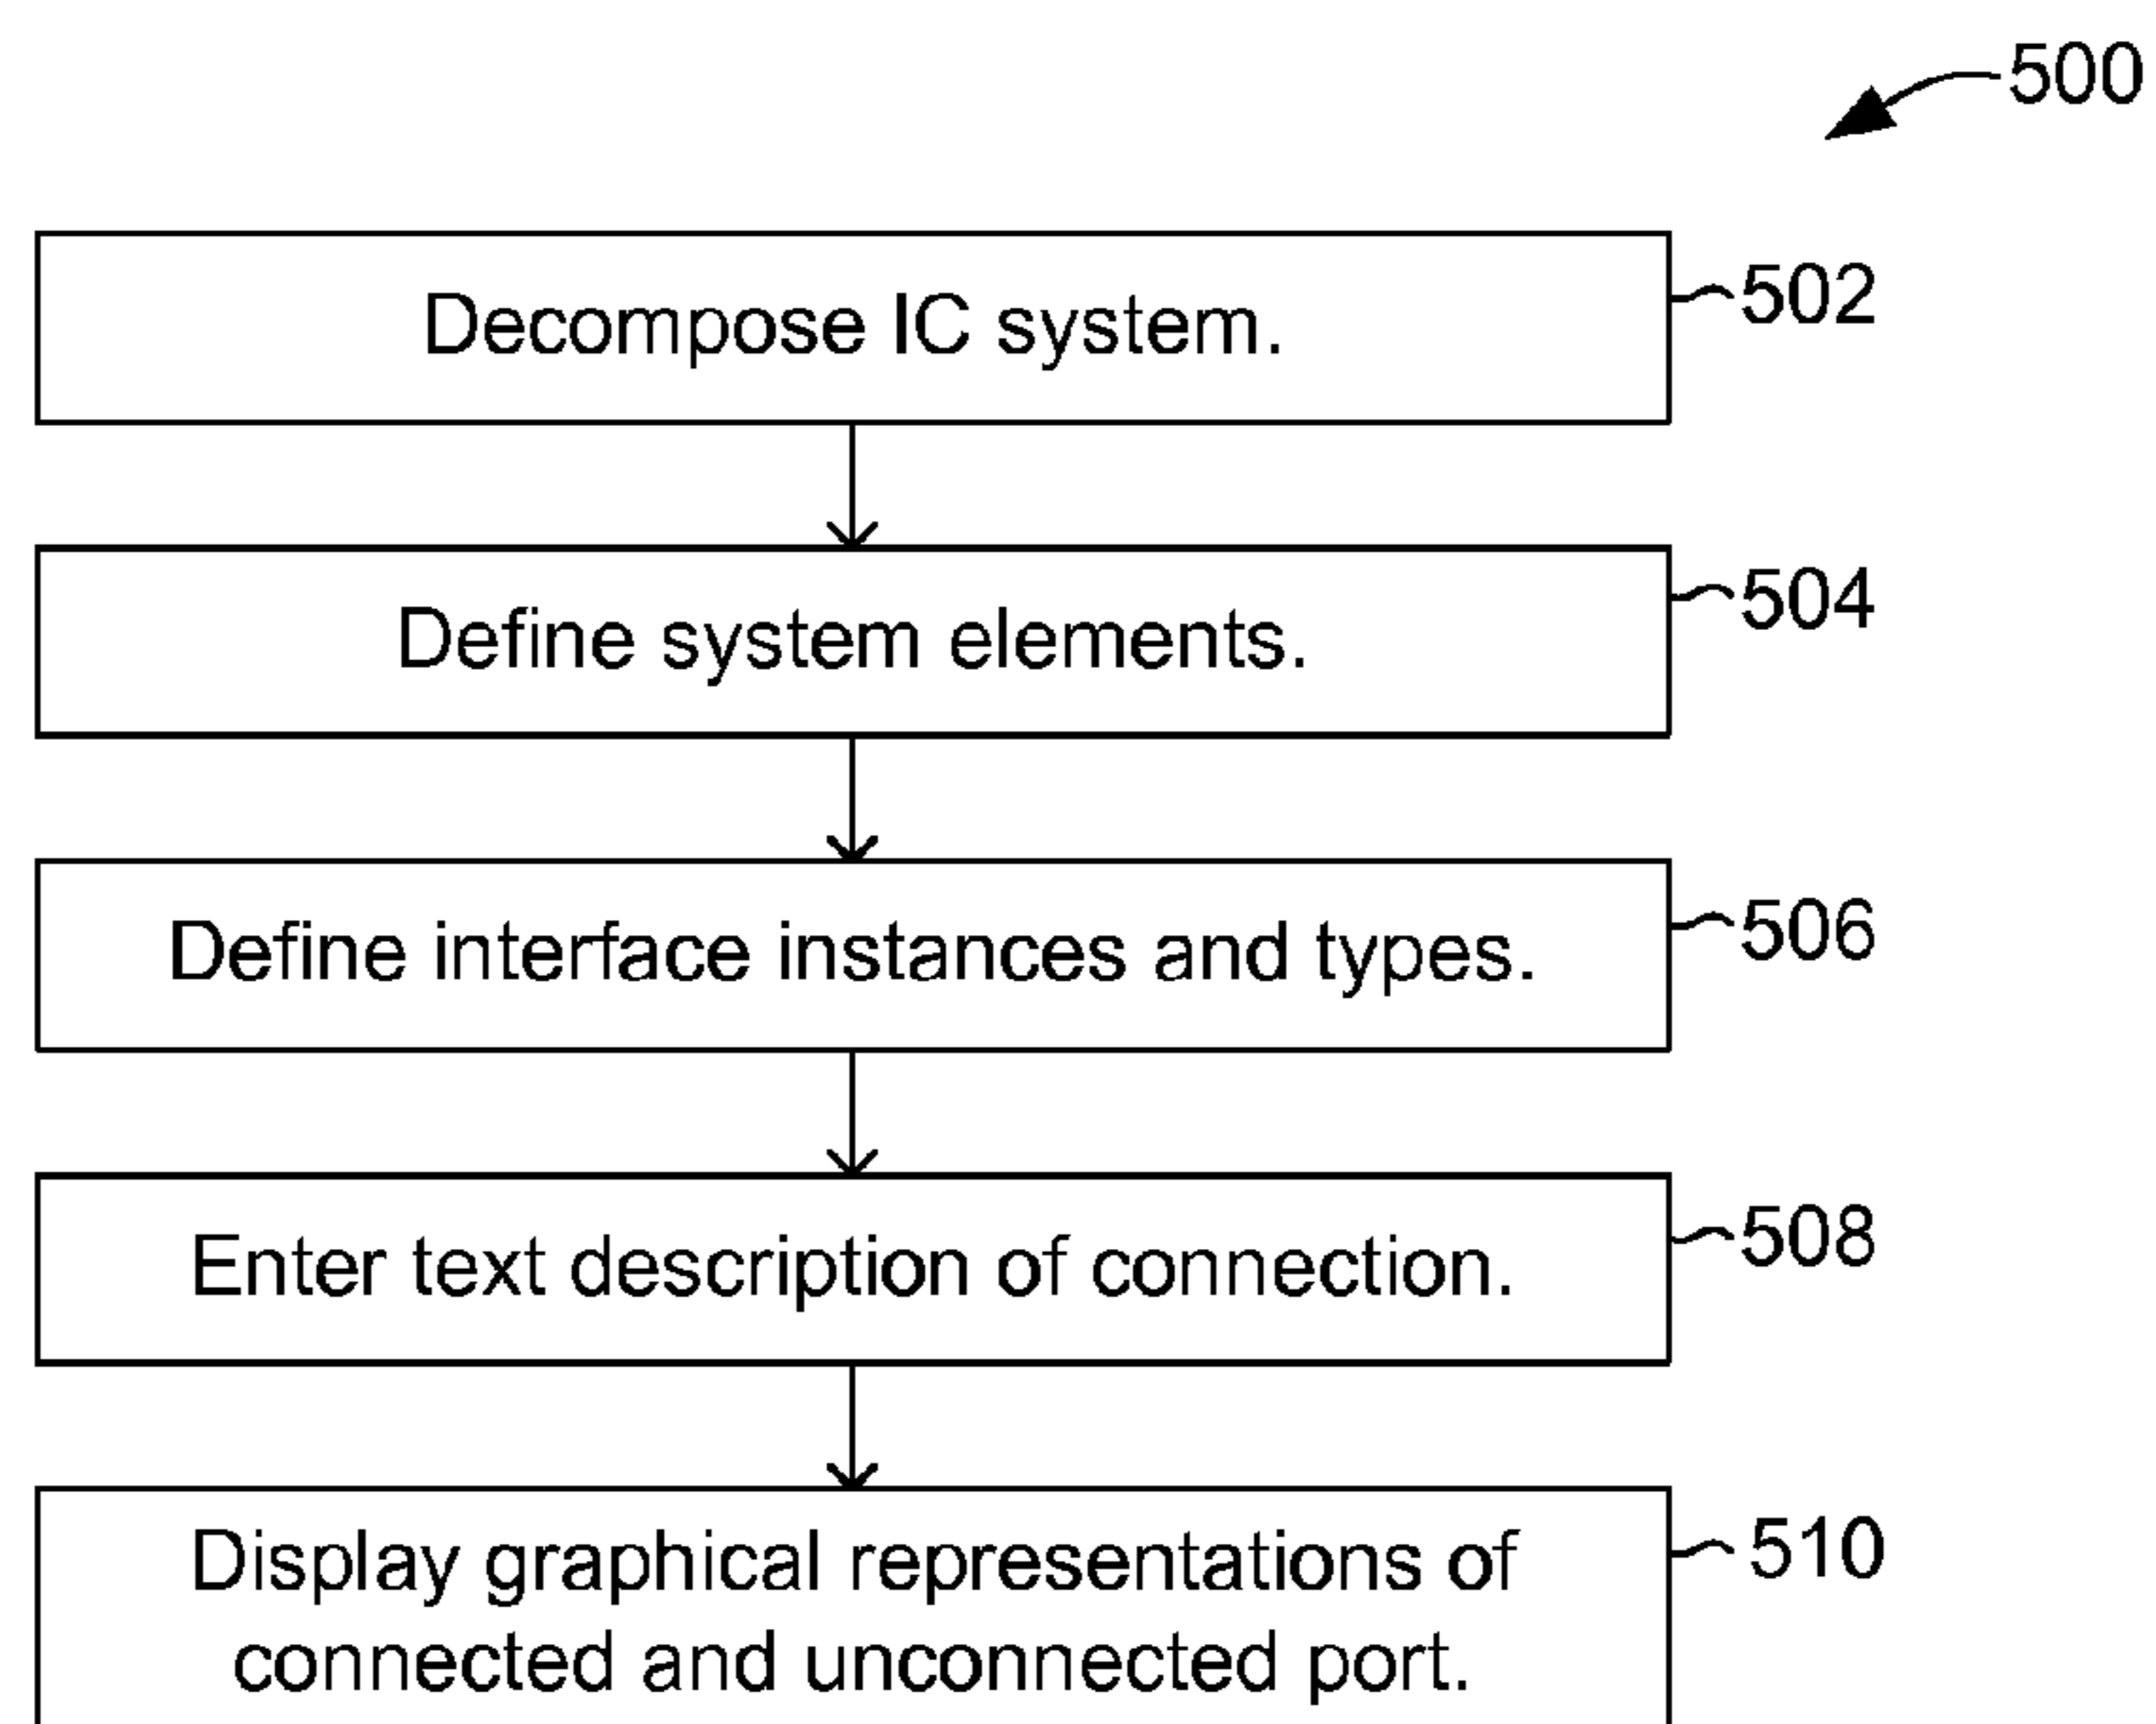 500
Decompose IC system.
502
Define system elements.
504
Define interface instances and types.
506
Enter text description of connection.
508
Display graphical representations of
connected and unconnected port.
510